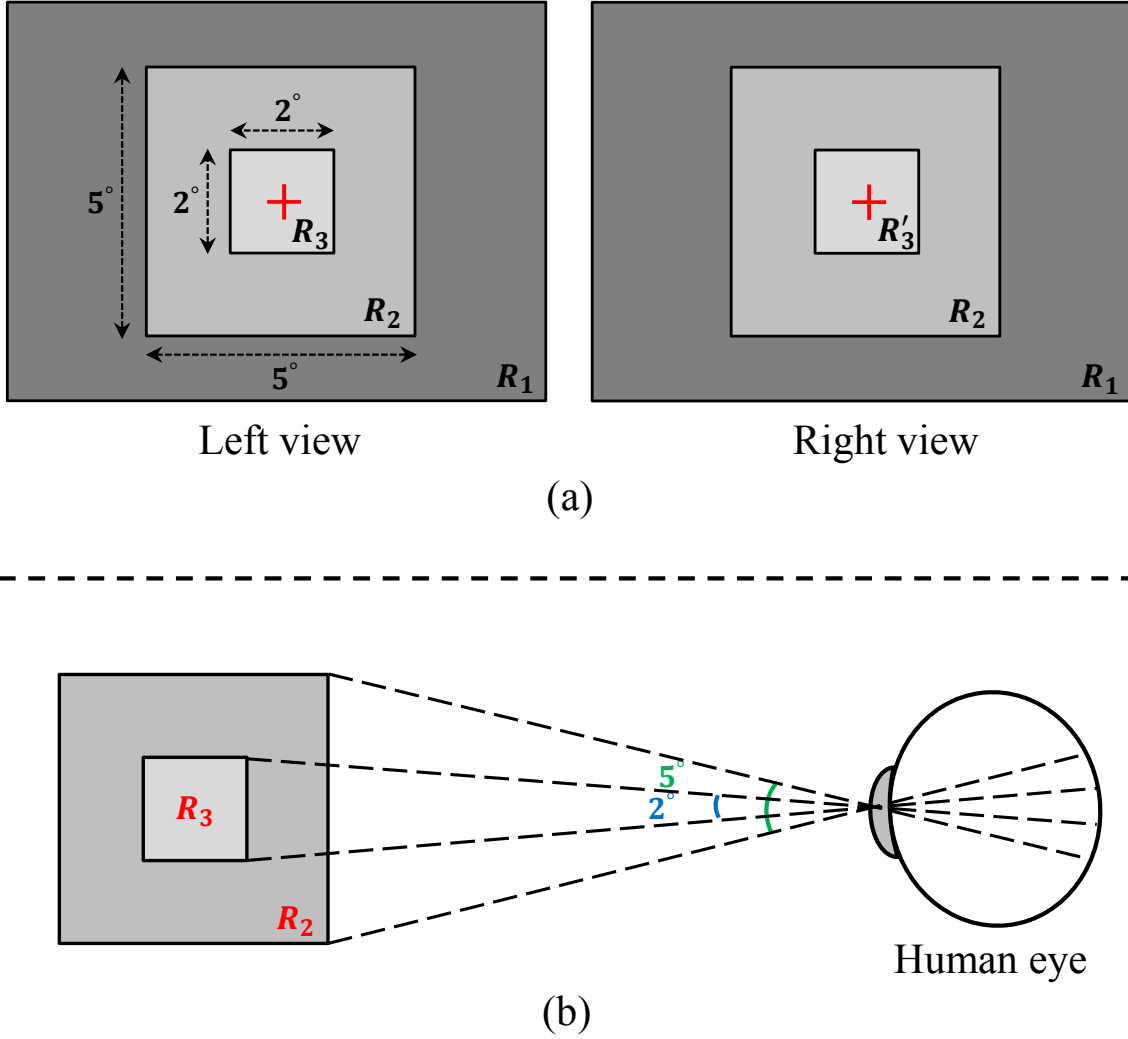 2°
5°
2°
R₃
R₂
5°
R₁
Left view
R₃′
R₂
R₁
Right view
(a)
5°
2°
R₃
R₂
Human eye
(b)